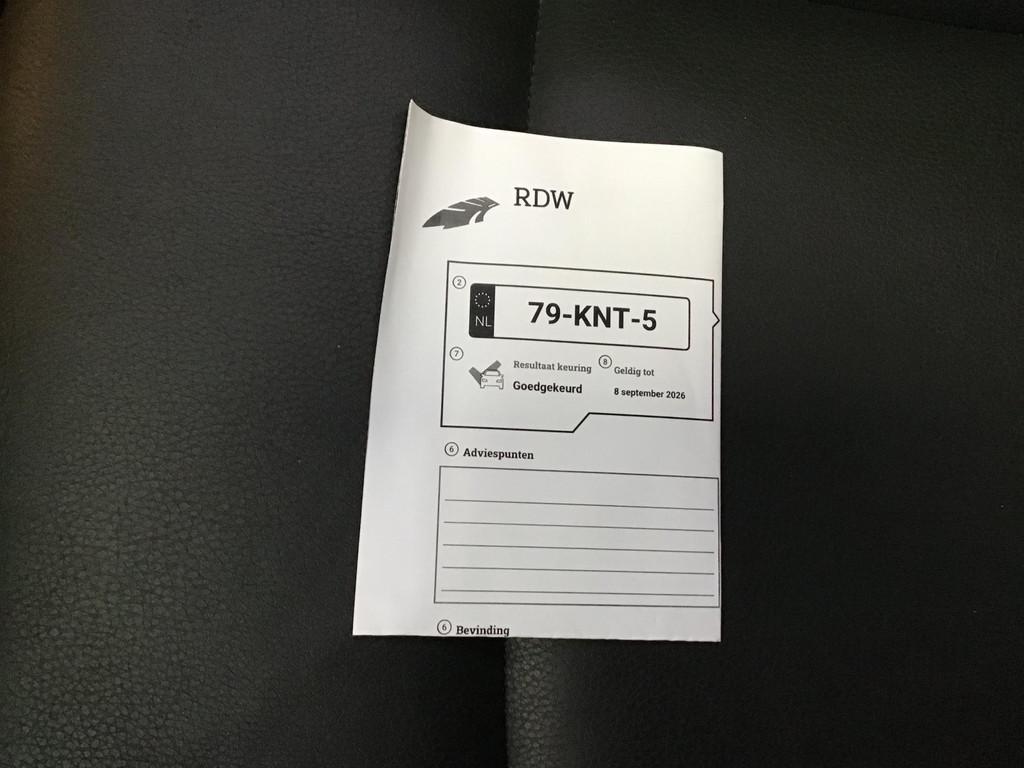 RDW
2
NL 79-KNT-5
7 Resultaat keuring 8 Geldig tot
Goedgekeurd 8 september 2026
6 Adviespunten
6 Bevinding